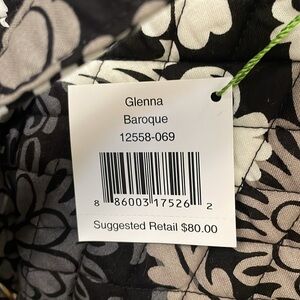 Glenna
Baroque
12558-069
8 86003 17526 2
Suggested Retail $80.00